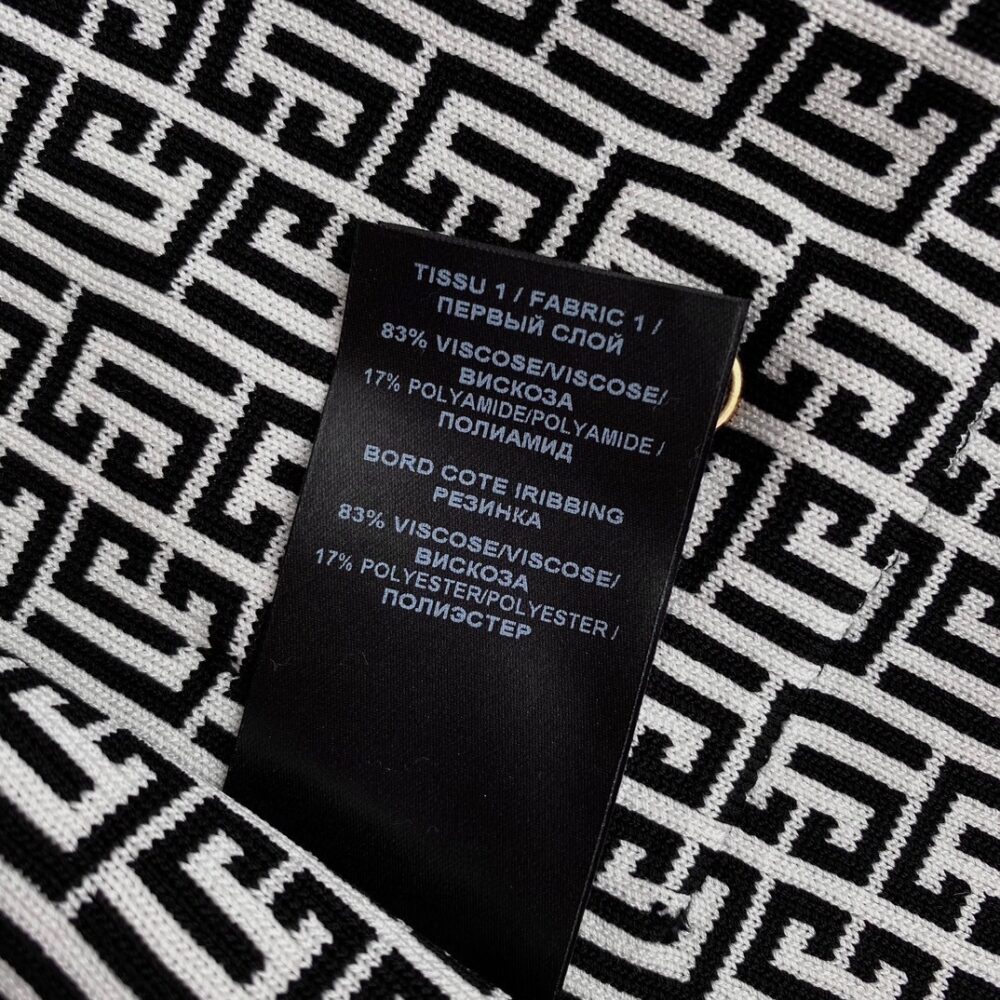 TISSU 1 / FABRIC 1 /
ПЕРВЫЙ СЛОЙ
83% VISCOSE/VISCOSE/
ВИСКОЗА
17% POLYAMIDE/POLYAMIDE /
ПОЛИАМИД
BORD COTE IRIBBING
РЕЗИНКА
83% VISCOSE/VISCOSE/
ВИСКОЗА
17% POLYESTER/POLYESTER /
ПОЛИЭСТЕР